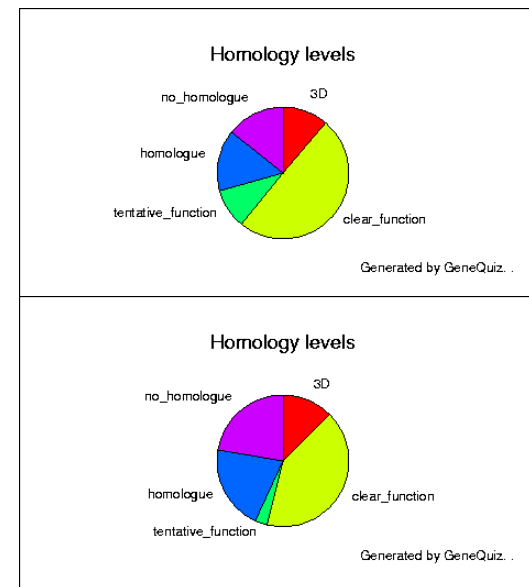 Homology levels
no_homologue
3D
homologue
tentative_function
clear_function
Generated by GeneQuiz. .
Homology levels
no_homologue
3D
homologue
clear_function
tentative_function
Generated by GeneQuiz. .